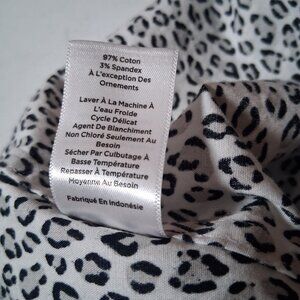 97% Coton
3% Spandex
À L'exception Des
Ornements
Laver À La Machine À
L'eau Froide
Cycle Délicat
Agent De Blanchiment
Non Chloré Seulement Au
Besoin
Sécher Par Culbutage À
Basse Température
Repasser À Température
Moyenne Au Besoin
Fabriqué En Indonésie